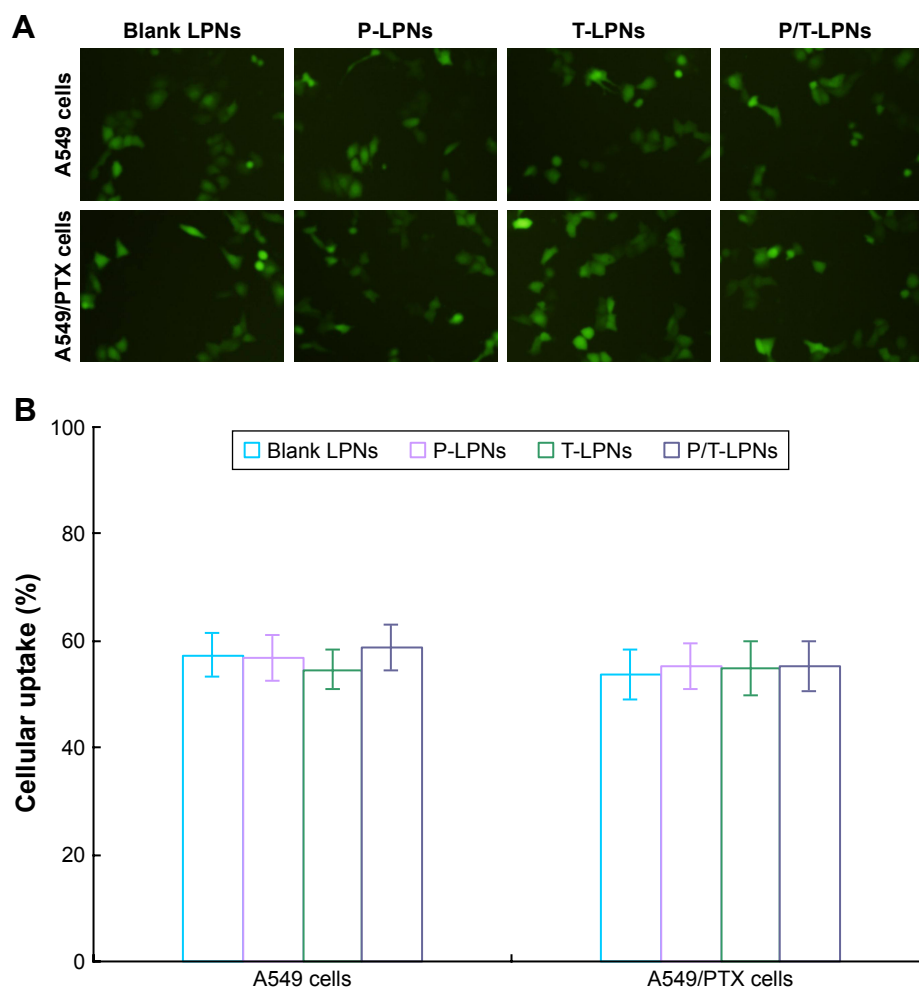 A
Blank LPNs P-LPNs T-LPNs P/T-LPNs
A549 cells
A549/PTX cells
B
100
80
60
40
20
0
Cellular uptake (%)
Blank LPNs P-LPNs T-LPNs P/T-LPNs
A549 cells A549/PTX cells